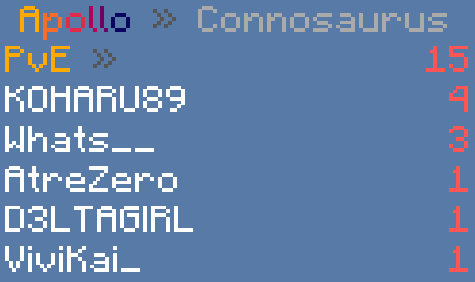 Apollo » Connosaurus
PvE » 15
KOHARU89 4
Whats__ 3
AtreZero 1
D3LTAGIRL 1
ViviKai_ 1